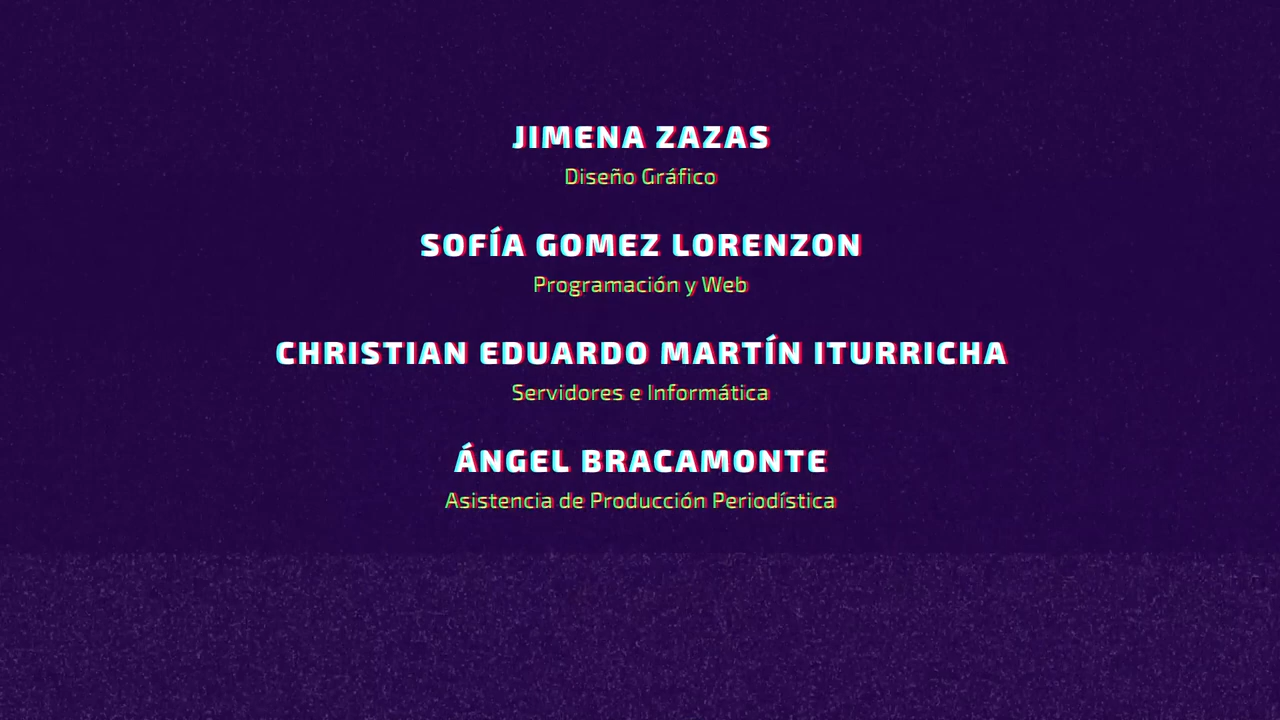 JIMENA ZAZAS
Diseño Gráfico
SOFÍA GOMEZ LORENZON
Programación y Web
CHRISTIAN EDUARDO MARTÍN ITURRICHA
Servidores e Informática
ÁNGEL BRACAMONTE
Asistencia de Producción Periodística